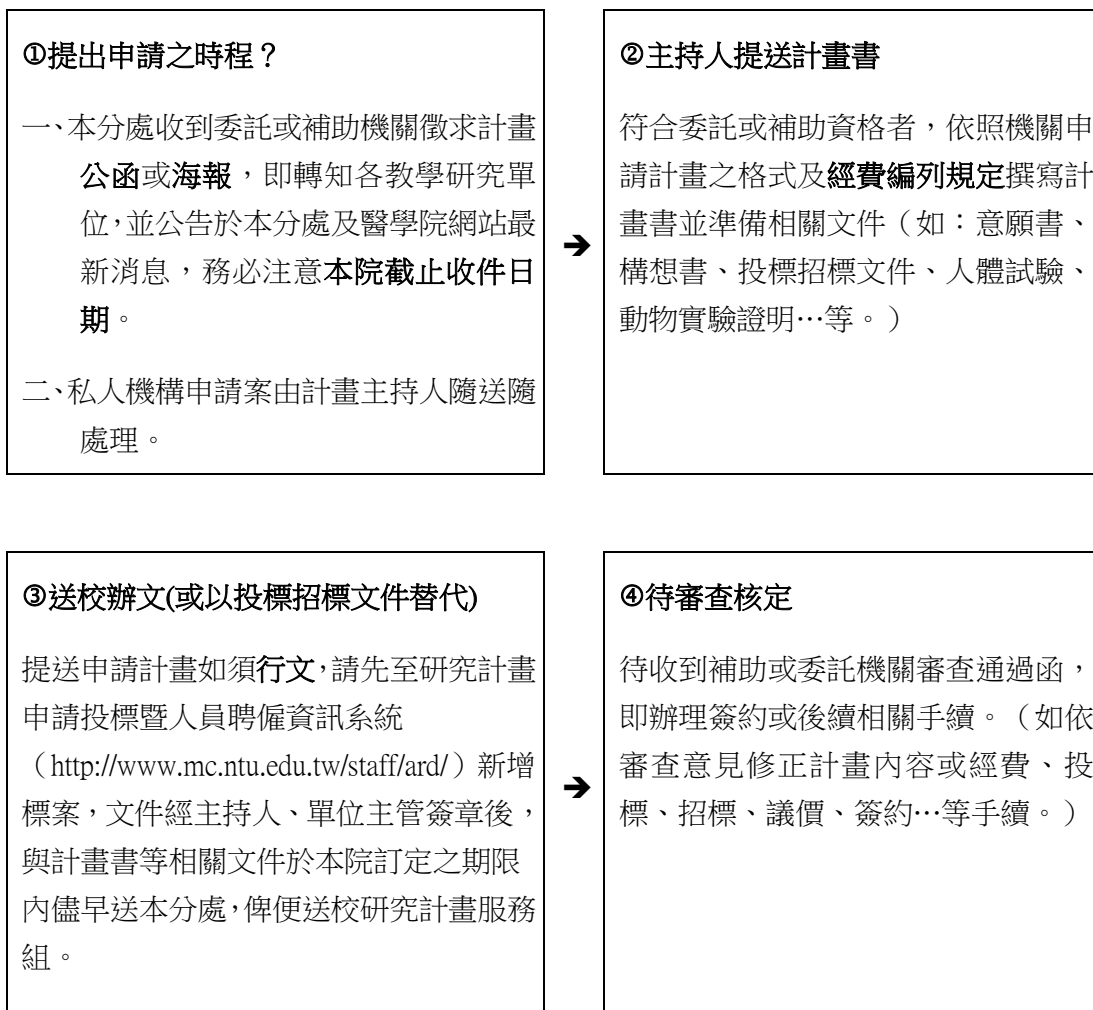 ①提出申請之時程？
一、本分處收到委託或補助機關徵求計畫
公函或海報，即轉知各教學研究單
位，並公告於本分處及醫學院網站最
新消息，務必注意本院截止收件日
期。
二、私人機構申請案由計畫主持人隨送隨
處理。
②主持人提送計畫書
符合委託或補助資格者，依照機關申
請計畫之格式及經費編列規定撰寫計
畫書並準備相關文件（如：意願書、
構想書、投標招標文件、人體試驗、
動物實驗證明…等。）
③送校辦文(或以投標招標文件替代)
提送申請計畫如須行文，請先至研究計畫
申請投標暨人員聘僱資訊系統
（http://www.mc.ntu.edu.tw/staff/ard/）新增
標案，文件經主持人、單位主管簽章後，
與計畫書等相關文件於本院訂定之期限
內儘早送本分處，俾便送校研究計畫服務
組。
④待審查核定
待收到補助或委託機關審查通過函，
即辦理簽約或後續相關手續。（如依
審查意見修正計畫內容或經費、投
標、招標、議價、簽約…等手續。）